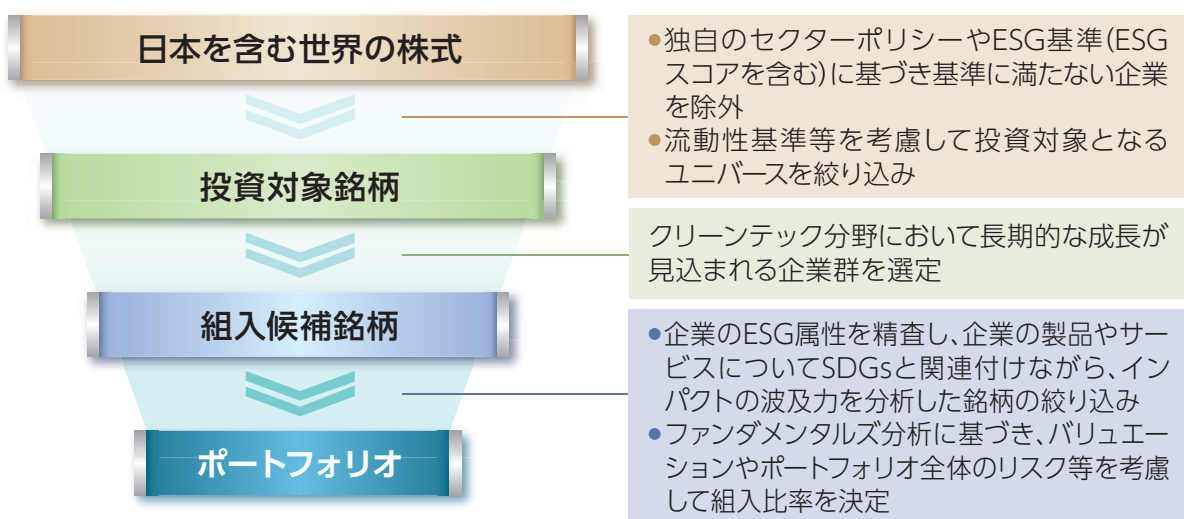 日本を含む世界の株式
●独自のセクターポリシーやESG基準(ESG
スコアを含む)に基づき基準に満たない企業
を除外
●流動性基準等を考慮して投資対象となる
ユニバースを絞り込み
投資対象銘柄
クリーンテック分野において長期的な成長が
見込まれる企業群を選定
組入候補銘柄
●企業のESG属性を精査し、企業の製品やサー
ビスについてSDGsと関連付けながら、イン
パクトの波及力を分析した銘柄の絞り込み
●ファンダメンタルズ分析に基づき、バリュエー
ションやポートフォリオ全体のリスク等を考慮
して組入比率を決定
ポートフォリオ